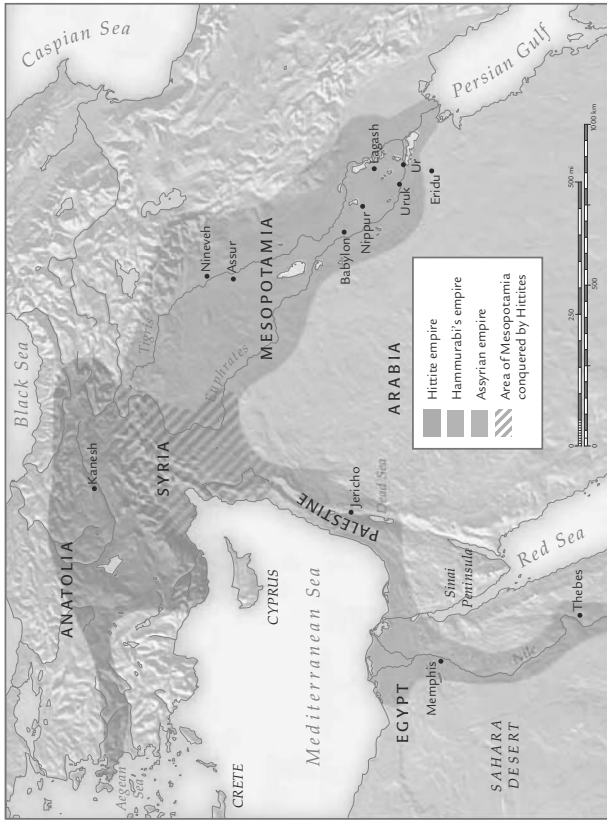 Caspian Sea
Black Sea
Persian Gulf
ANATOLIA
Kanesh
SYRIA
Tigris
Nineveh
Assur
MESOPOTAMIA
Euphrates
Babylon
Nippur
Lagash
Uruk
Ur
Eridu
Aegean
Sea
CRETE
CYPRUS
Mediterranean Sea
PALESTINE
Jericho
Dead Sea
ARABIA
EGYPT
Memphis
Nile
Sinai
Peninsula
Red Sea
Thebes
SAHARA
DESERT
Hittite empire
Hammurabi's empire
Assyrian empire
Area of Mesopotamia
conquered by Hittites
0 250 500 mi
0 500 1000 km